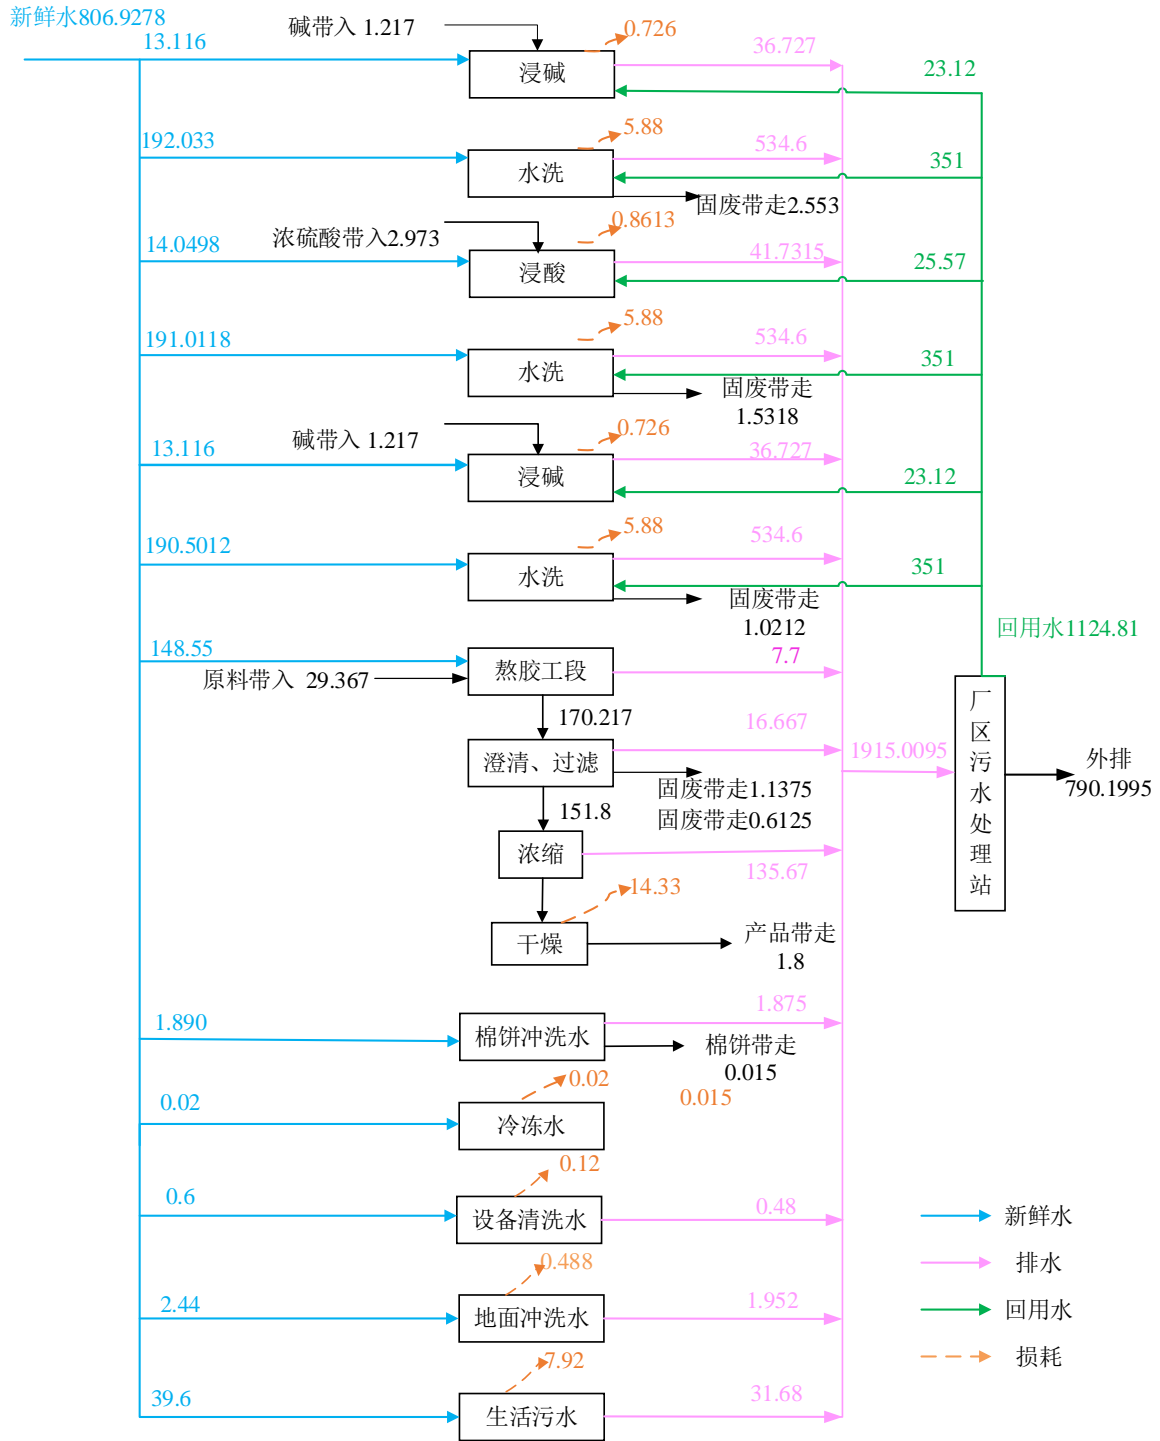 新鲜水806.9278
13.116
碱带入 1.217
0.726
36.727
23.12
浸碱
192.033
5.88
534.6
351
水洗
固废带走2.553
14.0498
浓硫酸带入2.973
0.8613
41.7315
25.57
浸酸
191.0118
5.88
534.6
351
水洗
固废带走
1.5318
13.116
碱带入 1.217
0.726
36.727
23.12
浸碱
190.5012
5.88
534.6
351
水洗
固废带走
1.0212
回用水1124.81
148.55
7.7
原料带入 29.367
熬胶工段
170.217
16.667
澄清、过滤
1915.0095
厂区污水处理站
外排
790.1995
固废带走1.1375
固废带走0.6125
151.8
浓缩
135.67
14.33
干燥
产品带走
1.8
1.890
1.875
棉饼冲洗水
棉饼带走
0.015
0.015
0.02
0.02
冷冻水
0.6
0.12
0.48
设备清洗水
2.44
0.488
1.952
地面冲洗水
39.6
7.92
31.68
生活污水
新鲜水
排水
回用水
损耗